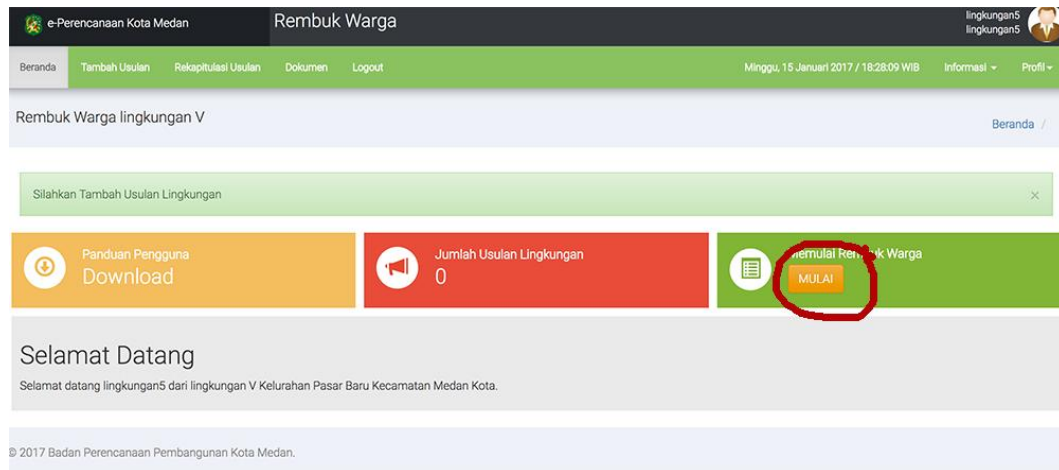 e-Perencanaan Kota Medan
Rembuk Warga
lingkungan5
lingkungan5
Beranda Tambah Usulan Rekapitulasi Usulan Dokumen Logout Minggu, 15 Januari 2017 / 18:28:09 WIB Informasi Profil
Rembuk Warga lingkungan V
Beranda /
Silahkan Tambah Usulan Lingkungan ×
Panduan Pengguna
Download
Jumlah Usulan Lingkungan
0
Memulai Rembuk Warga
MULAI
Selamat Datang
Selamat datang lingkungan5 dari lingkungan V Kelurahan Pasar Baru Kecamatan Medan Kota.
© 2017 Badan Perencanaan Pembangunan Kota Medan.